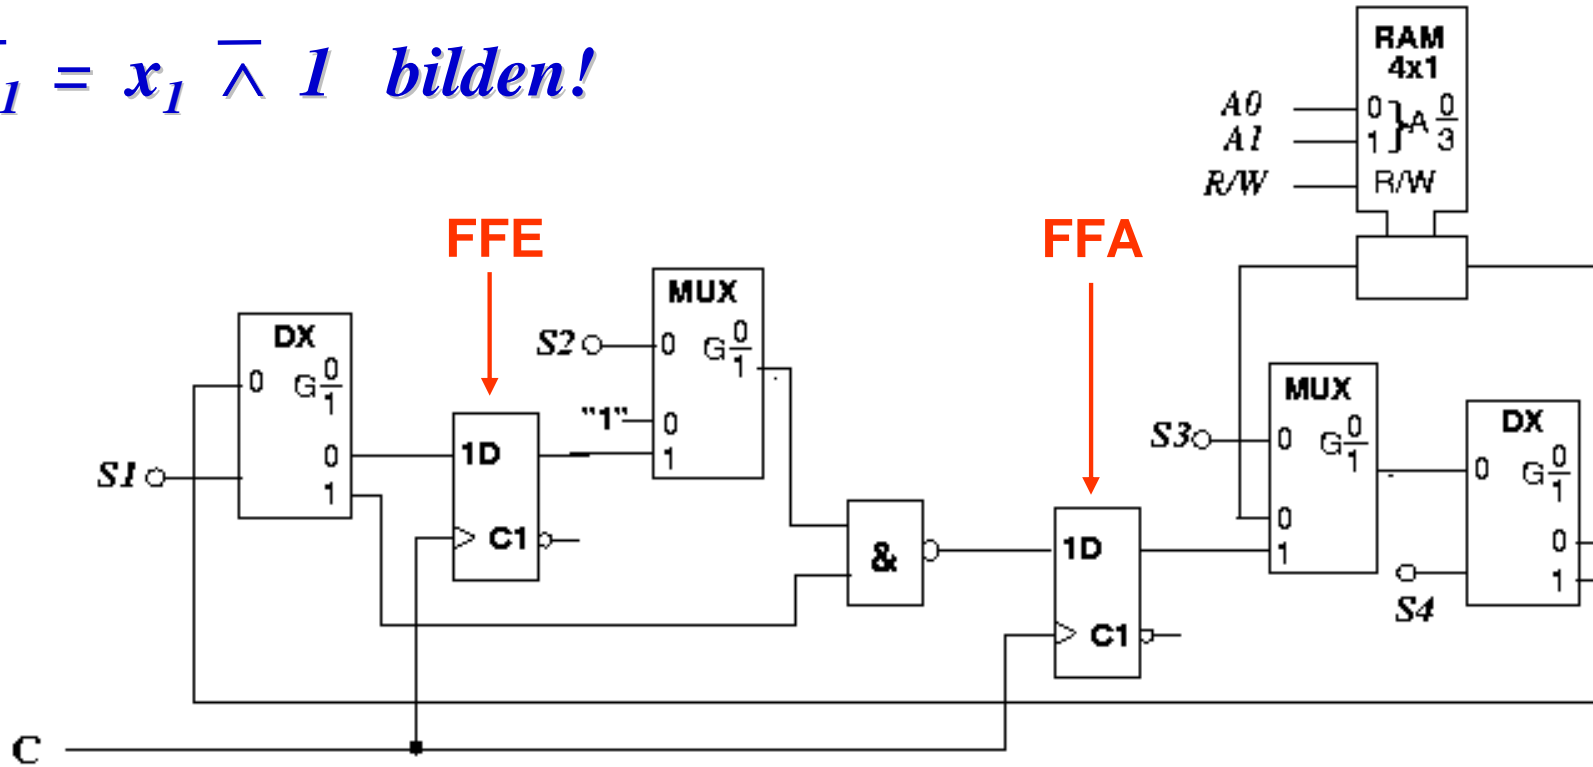 ‾₁ = x₁ ⊼ 1 bilden!
RAM
4x1
A0 0 } A 0/3
A1 1
R/W R/W
FFE
FFA
MUX
S2 0 G 0/1
"1" 0
1
DX
0 G 0/1
0
1
S1
1D
C1
&
1D
C1
MUX
S3 0 G 0/1
0
1
DX
0 G 0/1
0
1
S4
C